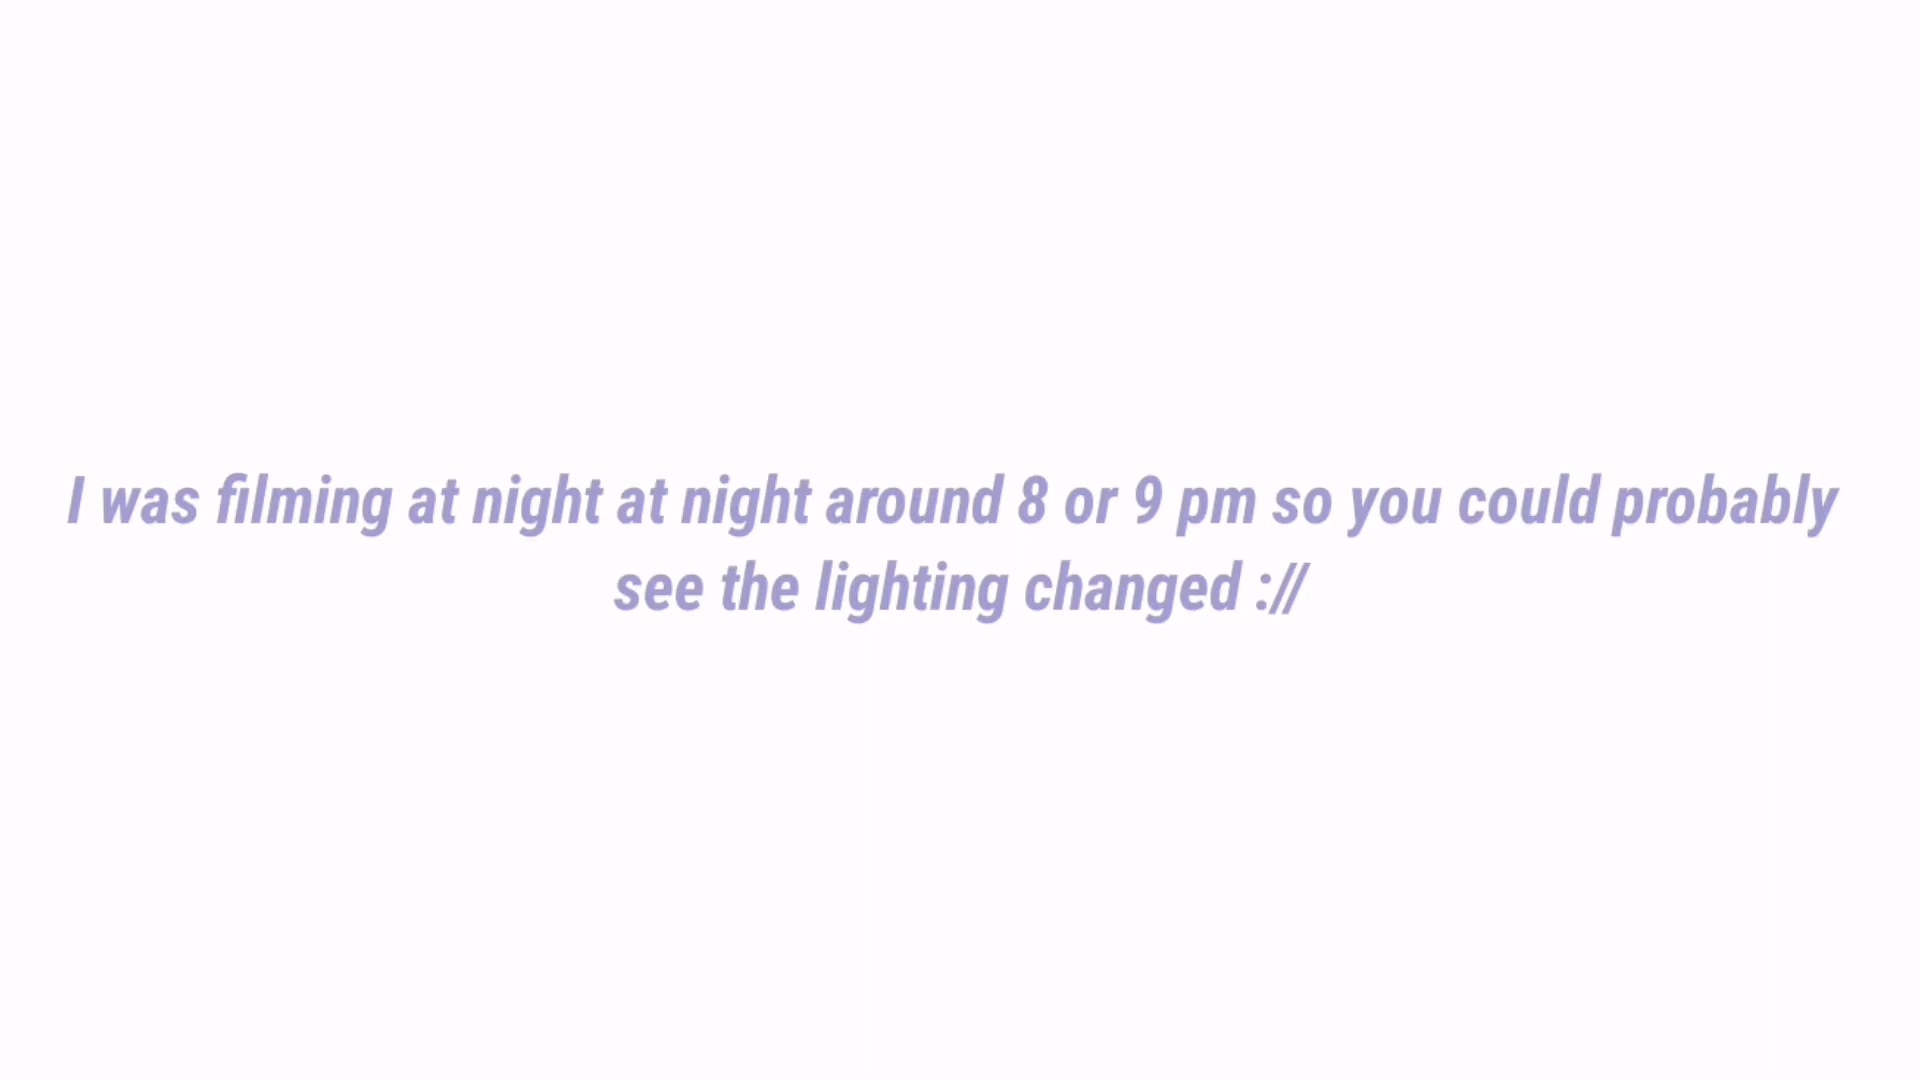 I was filming at night at night around 8 or 9 pm so you could probably
see the lighting changed ://